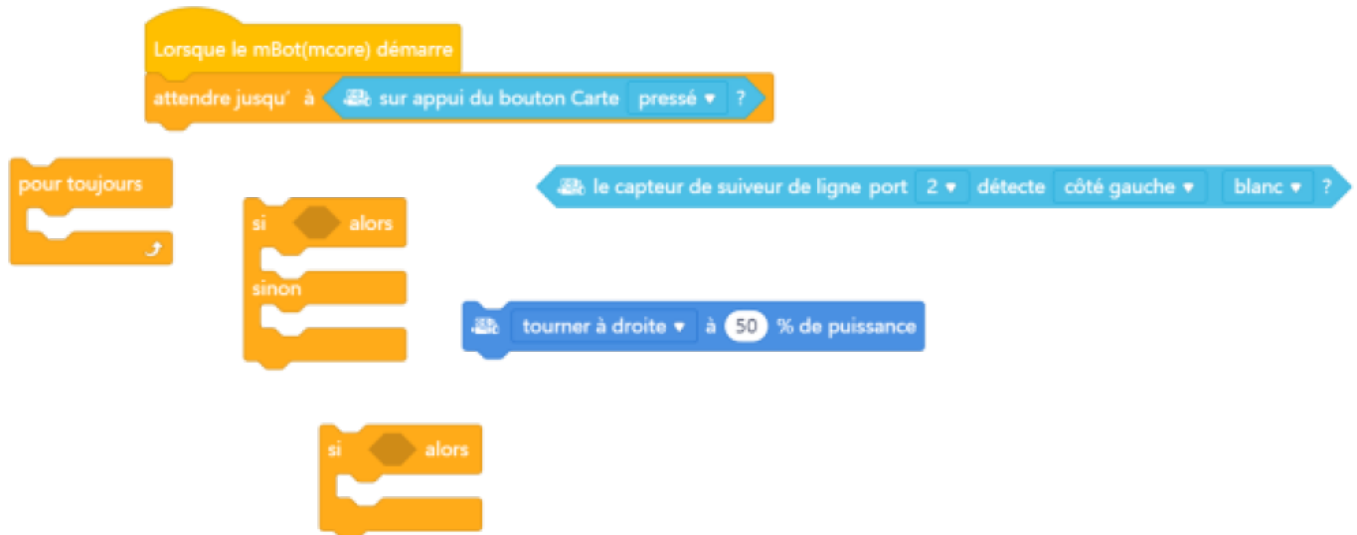 Lorsque le mBot(mcore) démarre
attendre jusqu' à sur appui du bouton Carte pressé ?
pour toujours
le capteur de suiveur de ligne port 2 détecte côté gauche blanc ?
si alors
sinon
tourner à droite à 50 % de puissance
si alors